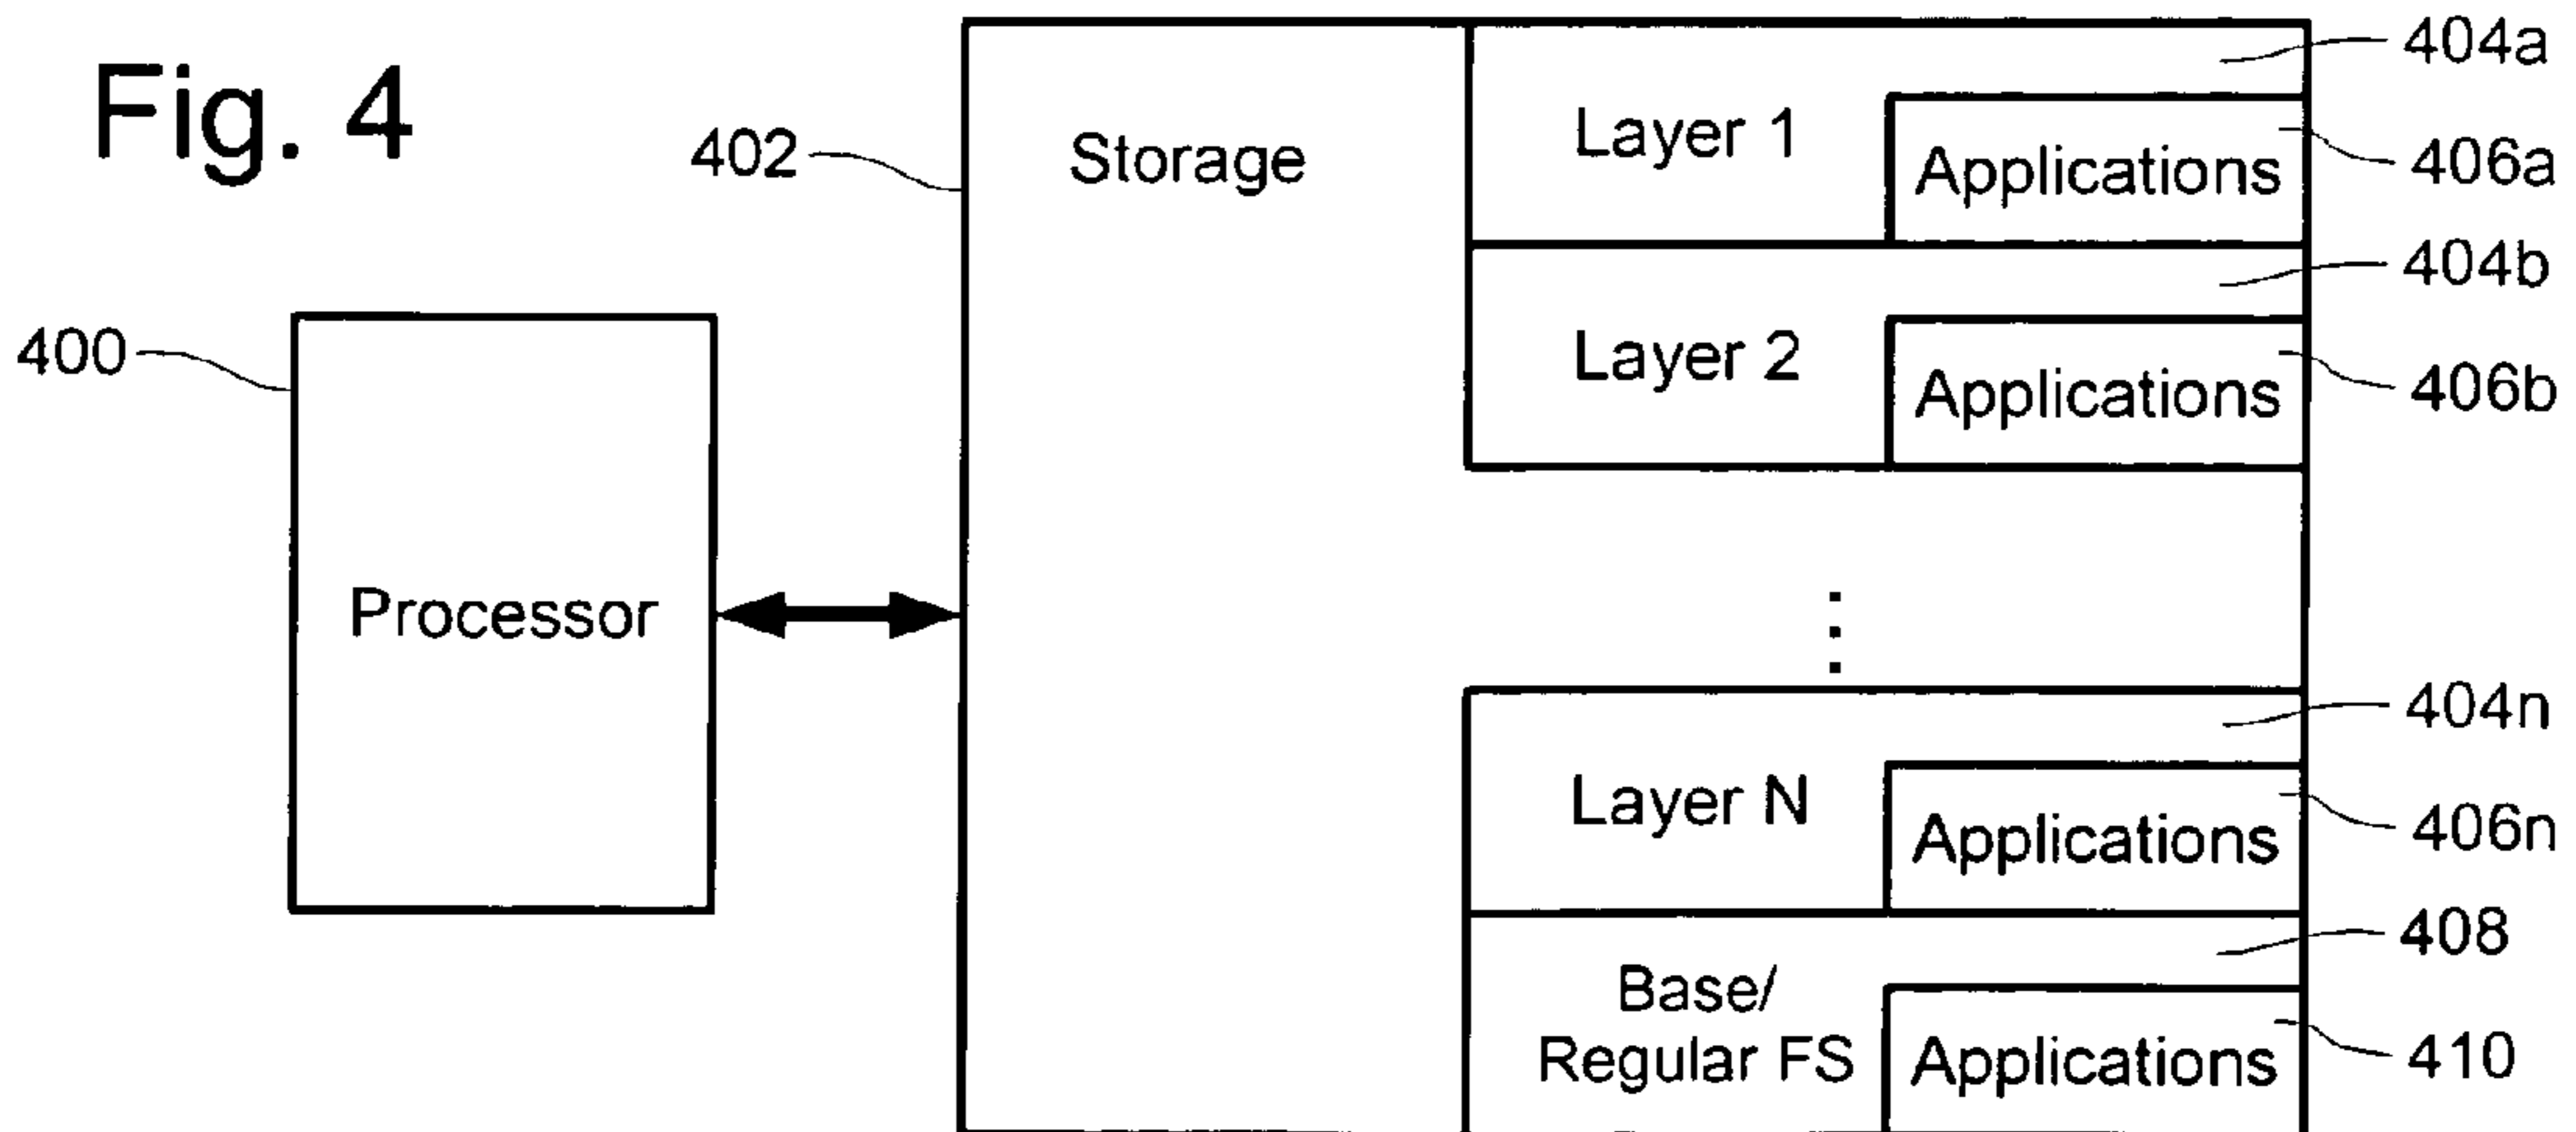 Fig. 4
404a
Layer 1
Applications
406a
402
Storage
404b
Layer 2
Applications
406b
400
Processor
404n
Layer N
Applications
406n
408
Base/
Regular FS
Applications
410